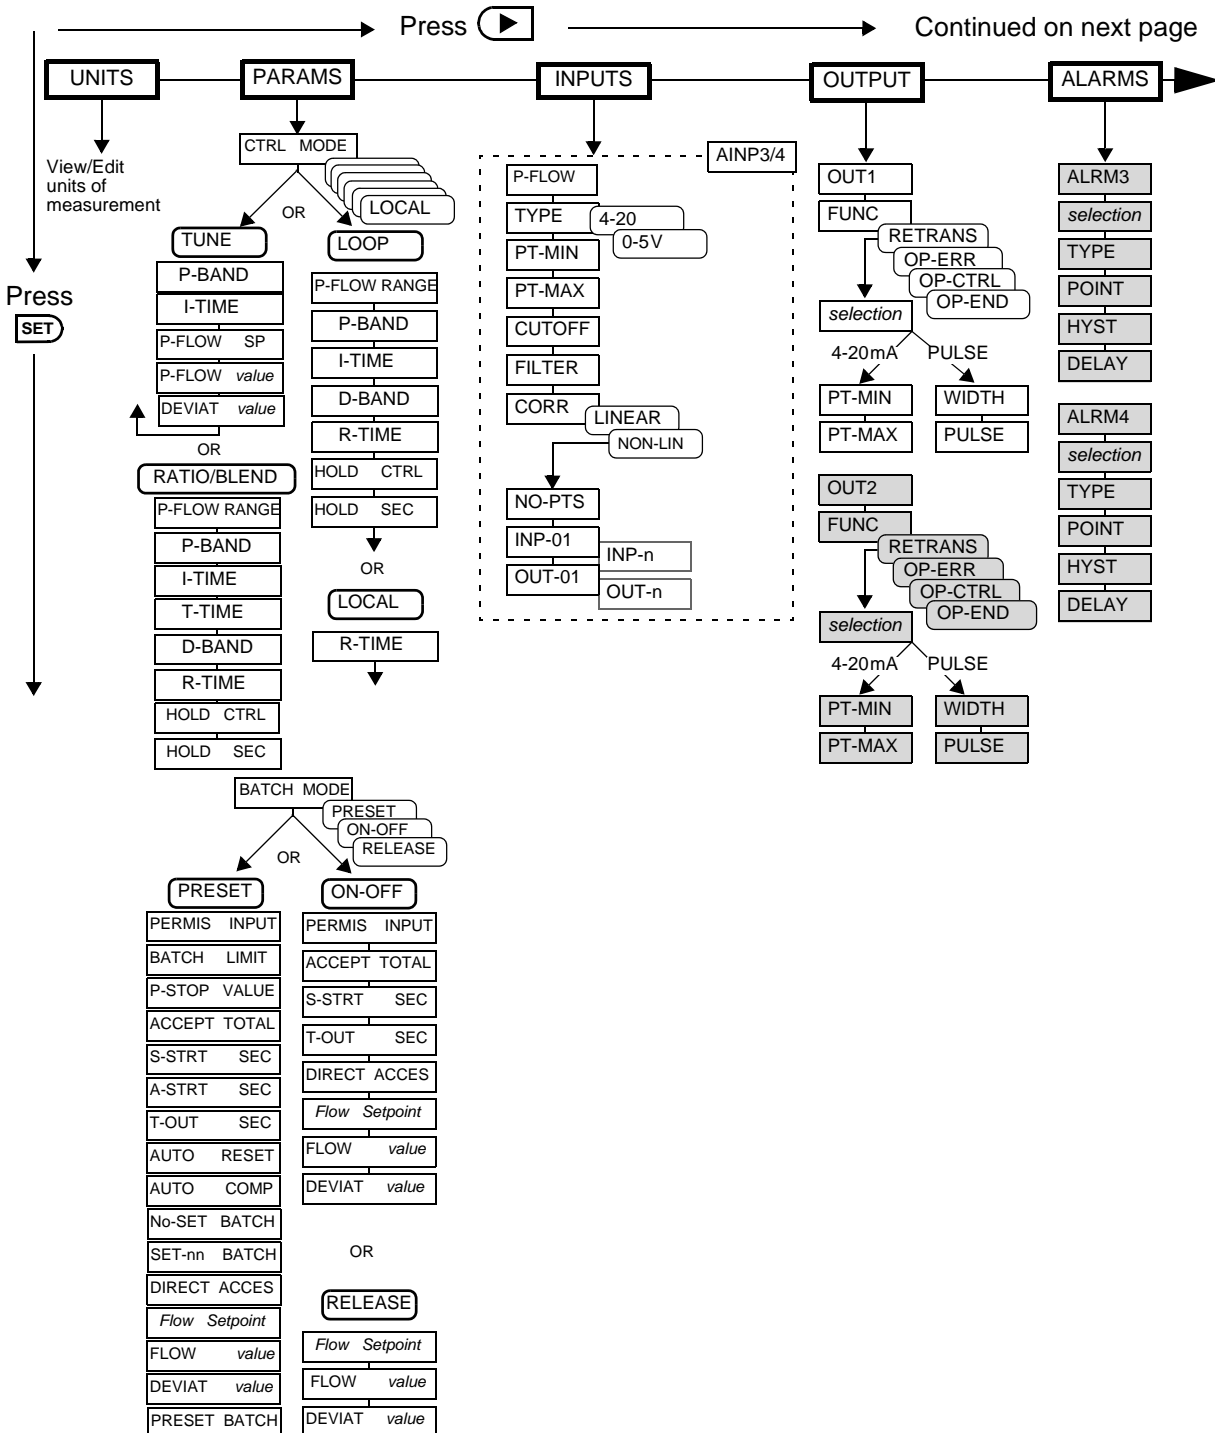 Press
Continued on next page
UNITS
PARAMS
INPUTS
OUTPUT
ALARMS
Press
SET
View/Edit
units of
measurement
CTRL MODE
LOCAL
OR
TUNE
P-BAND
I-TIME
P-FLOW SP
P-FLOW value
DEVIAT value
OR
RATIO/BLEND
P-FLOW RANGE
P-BAND
I-TIME
T-TIME
D-BAND
R-TIME
HOLD CTRL
HOLD SEC
LOOP
P-FLOW RANGE
P-BAND
I-TIME
D-BAND
R-TIME
HOLD CTRL
HOLD SEC
OR
LOCAL
R-TIME
BATCH MODE
PRESET
ON-OFF
RELEASE
OR
PRESET
PERMIS INPUT
BATCH LIMIT
P-STOP VALUE
ACCEPT TOTAL
S-STRT SEC
A-STRT SEC
T-OUT SEC
AUTO RESET
AUTO COMP
No-SET BATCH
SET-nn BATCH
DIRECT ACCES
Flow Setpoint
FLOW value
DEVIAT value
PRESET BATCH
ON-OFF
PERMIS INPUT
ACCEPT TOTAL
S-STRT SEC
T-OUT SEC
DIRECT ACCES
Flow Setpoint
FLOW value
DEVIAT value
OR
RELEASE
Flow Setpoint
FLOW value
DEVIAT value
AINP3/4
P-FLOW
TYPE
4-20
0-5V
PT-MIN
PT-MAX
CUTOFF
FILTER
CORR
LINEAR
NON-LIN
NO-PTS
INP-01
INP-n
OUT-01
OUT-n
OUT1
FUNC
RETRANS
OP-ERR
OP-CTRL
OP-END
selection
4-20mA
PULSE
PT-MIN
WIDTH
PT-MAX
PULSE
OUT2
FUNC
RETRANS
OP-ERR
OP-CTRL
OP-END
selection
4-20mA
PULSE
PT-MIN
WIDTH
PT-MAX
PULSE
ALRM3
selection
TYPE
POINT
HYST
DELAY
ALRM4
selection
TYPE
POINT
HYST
DELAY